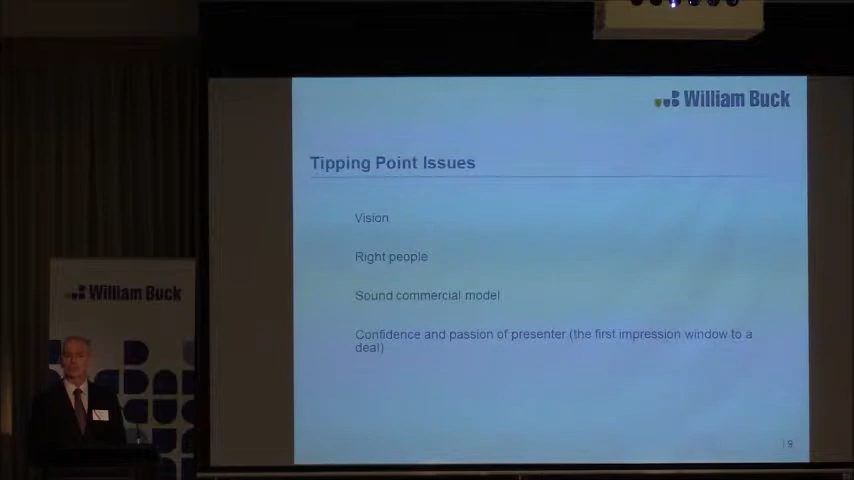 William Buck
Tipping Point Issues
Vision
Right people
Sound commercial model
Confidence and passion of presenter (the first impression window to a
deal)
| 9
William Buck